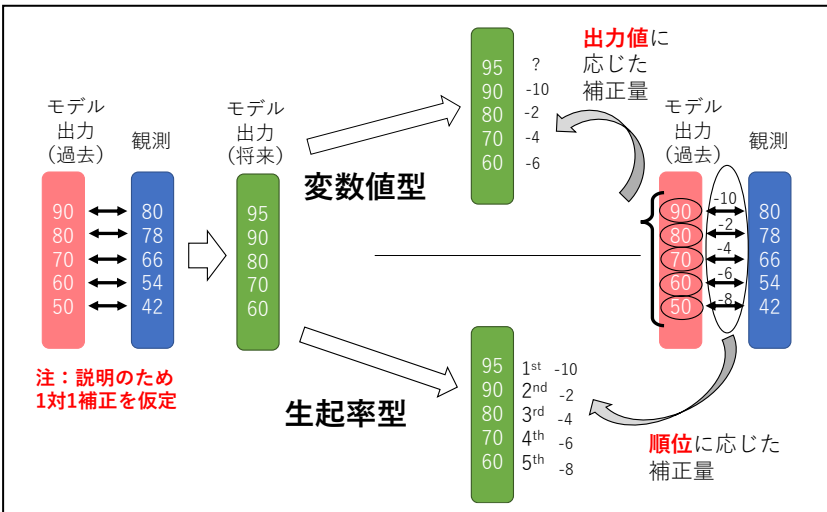 モデル
出力
(過去)
観測
90
80
70
60
50
80
78
66
54
42
注：説明のため
1対1補正を仮定
モデル
出力
(将来)
95
90
80
70
60
変数値型
95 ?
90 -10
80 -2
70 -4
60 -6
出力値に
応じた
補正量
モデル
出力
(過去)
観測
90 -10 80
80 -2 78
70 -4 66
60 -6 54
50 -8 42
生起率型
95 1st -10
90 2nd -2
80 3rd -4
70 4th -6
60 5th -8
順位に応じた
補正量